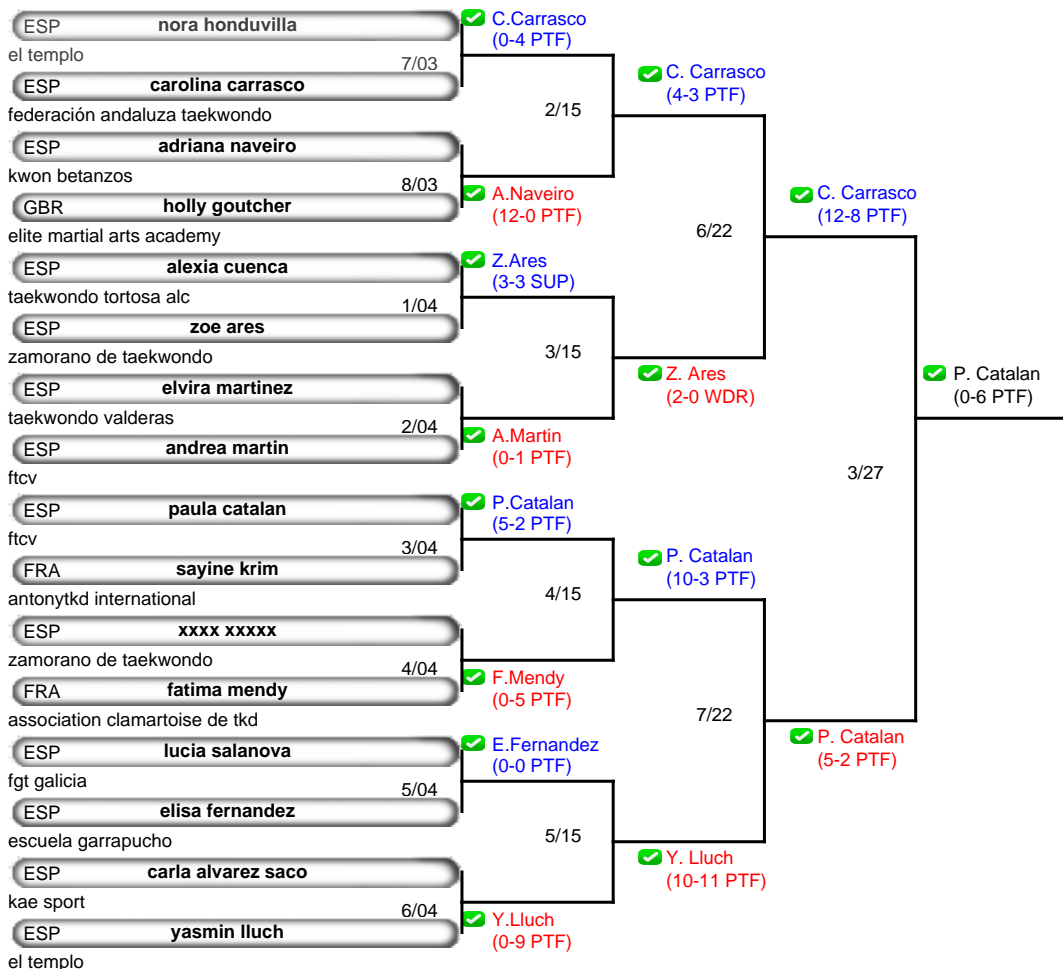 ESP nora honduvilla
el templo
7/03
ESP carolina carrasco
federación andaluza taekwondo
C.Carrasco
(0-4 PTF)
ESP adriana naveiro
kwon betanzos
8/03
GBR holly goutcher
elite martial arts academy
A.Naveiro
(12-0 PTF)
2/15
C. Carrasco
(4-3 PTF)
ESP alexia cuenca
taekwondo tortosa alc
1/04
ESP zoe ares
zamorano de taekwondo
Z.Ares
(3-3 SUP)
ESP elvira martinez
taekwondo valderas
2/04
ESP andrea martin
ftcv
A.Martin
(0-1 PTF)
3/15
Z. Ares
(2-0 WDR)
6/22
C. Carrasco
(12-8 PTF)
ESP paula catalan
ftcv
3/04
FRA sayine krim
antonytkd international
P.Catalan
(5-2 PTF)
ESP xxxx xxxxx
zamorano de taekwondo
4/04
FRA fatima mendy
association clamartoise de tkd
F.Mendy
(0-5 PTF)
4/15
P. Catalan
(10-3 PTF)
ESP lucia salanova
fgt galicia
5/04
ESP elisa fernandez
escuela garrapucho
E.Fernandez
(0-0 PTF)
ESP carla alvarez saco
kae sport
6/04
ESP yasmin lluch
el templo
Y.Lluch
(0-9 PTF)
5/15
Y. Lluch
(10-11 PTF)
7/22
P. Catalan
(5-2 PTF)
3/27
P. Catalan
(0-6 PTF)